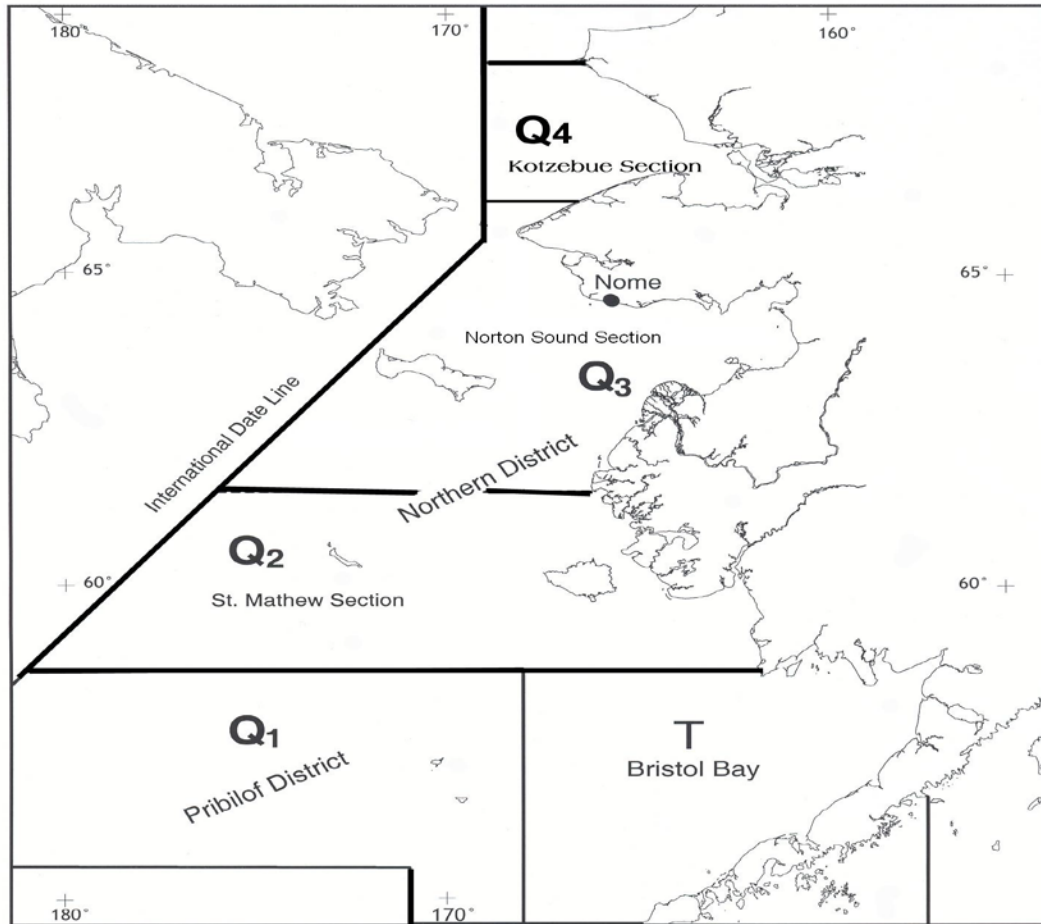 180°
170°
160°
Q4
Kotzebue Section
65°
65°
Nome
Norton Sound Section
Q3
International Date Line
Northern District
Q2
60°
60°
St. Mathew Section
Q1
T
Pribilof District
Bristol Bay
180°
170°
160°